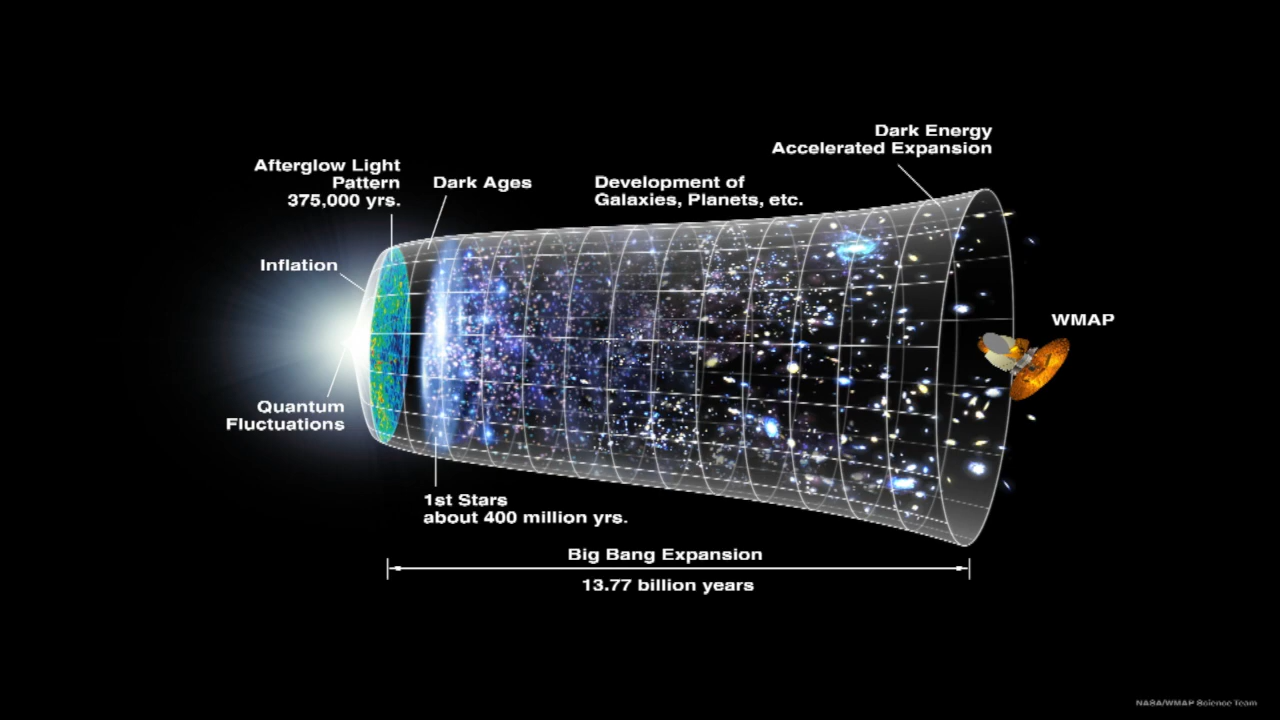 Dark Energy
Accelerated Expansion
Afterglow Light
Pattern
375,000 yrs.
Dark Ages
Development of
Galaxies, Planets, etc.
Inflation
WMAP
Quantum
Fluctuations
1st Stars
about 400 million yrs.
Big Bang Expansion
13.77 billion years
NASA/WMAP Science Team